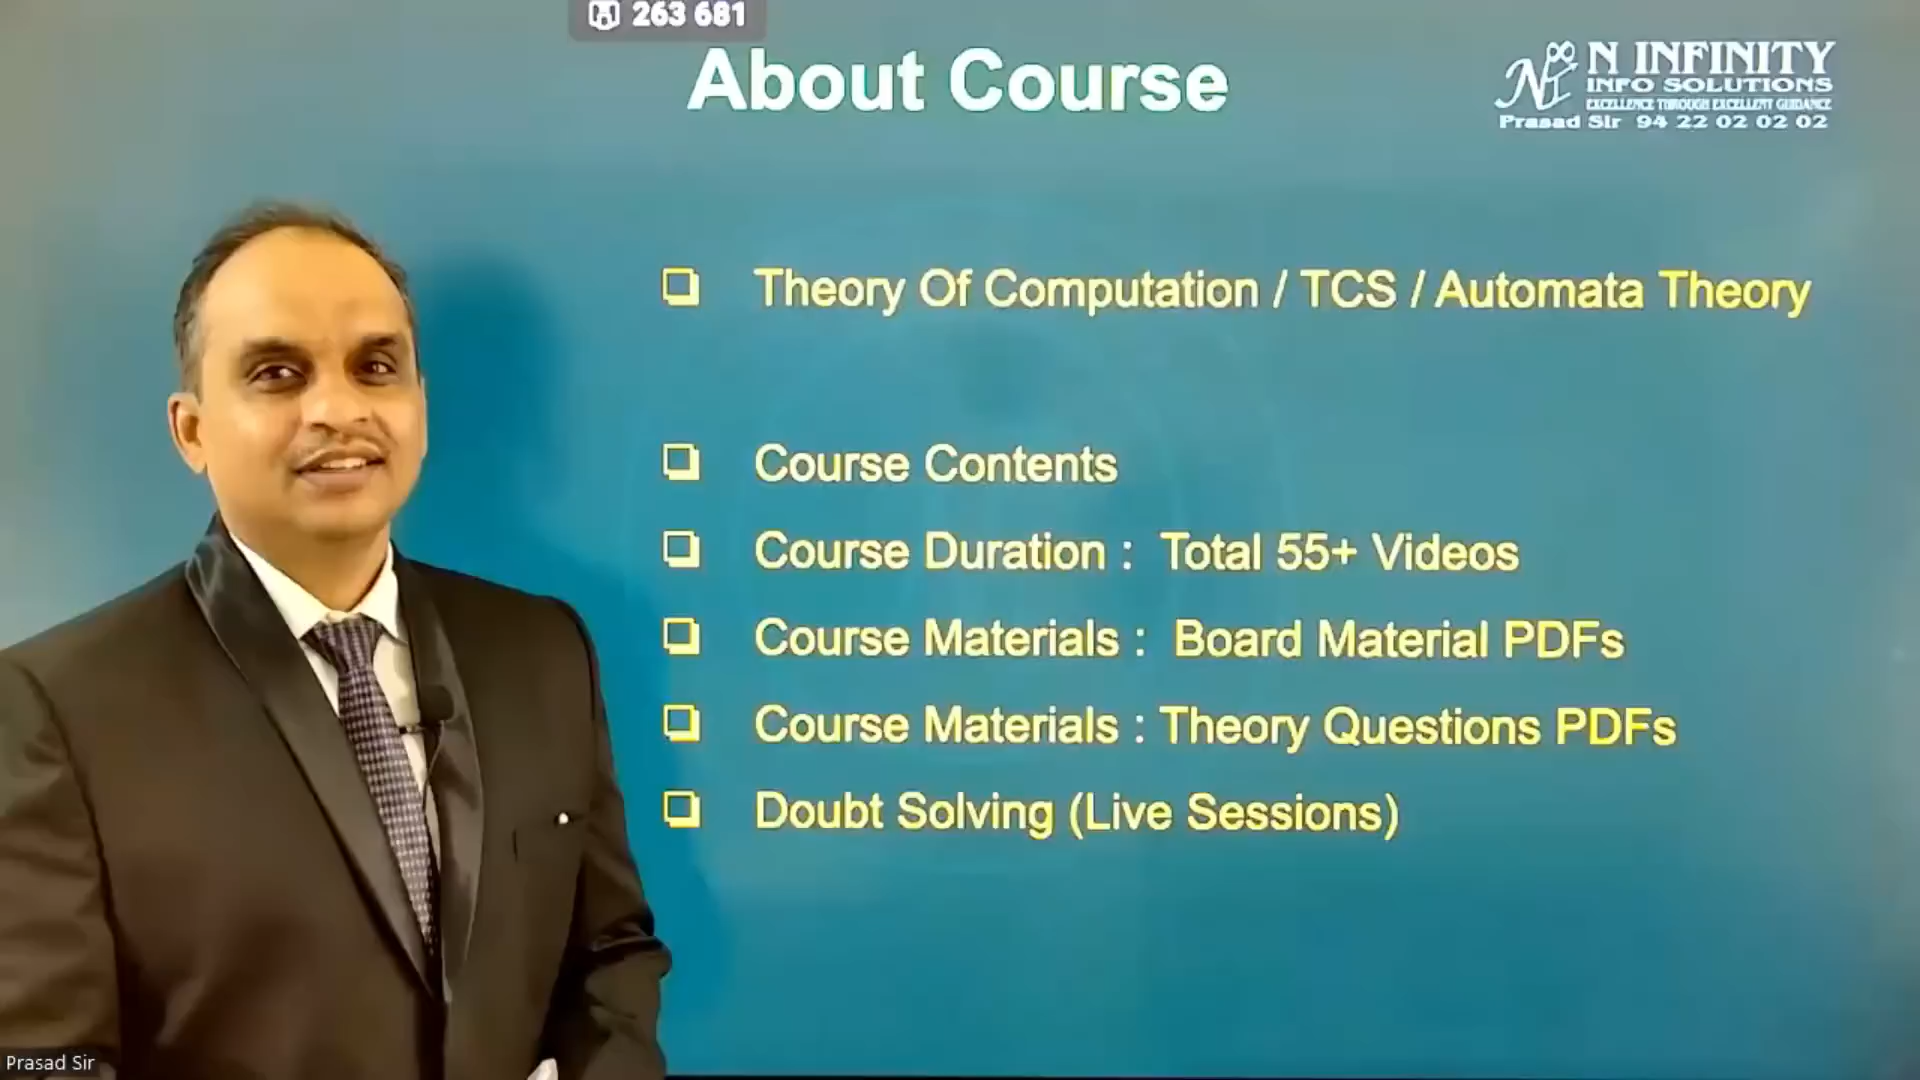 263 681
About Course
N INFINITY
INFO SOLUTIONS
EXCELLENCE THROUGH EXCELLENT GUIDANCE
Prasad Sir 94 22 02 02 02
Theory Of Computation / TCS / Automata Theory
Course Contents
Course Duration : Total 55+ Videos
Course Materials : Board Material PDFs
Course Materials : Theory Questions PDFs
Doubt Solving (Live Sessions)
Prasad Sir